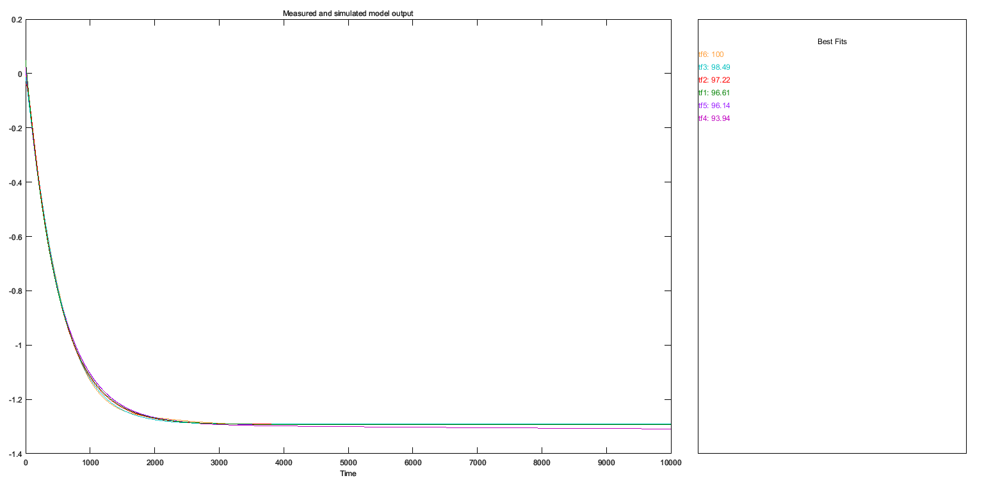 Measured and simulated model output
0.2
0
-0.2
-0.4
-0.6
-0.8
-1
-1.2
-1.4
0 1000 2000 3000 4000 5000 6000 7000 8000 9000 10000
Time
Best Fits
tf6: 100
tf3: 98.49
tf2: 97.22
tf1: 96.61
tf5: 96.14
tf4: 93.94